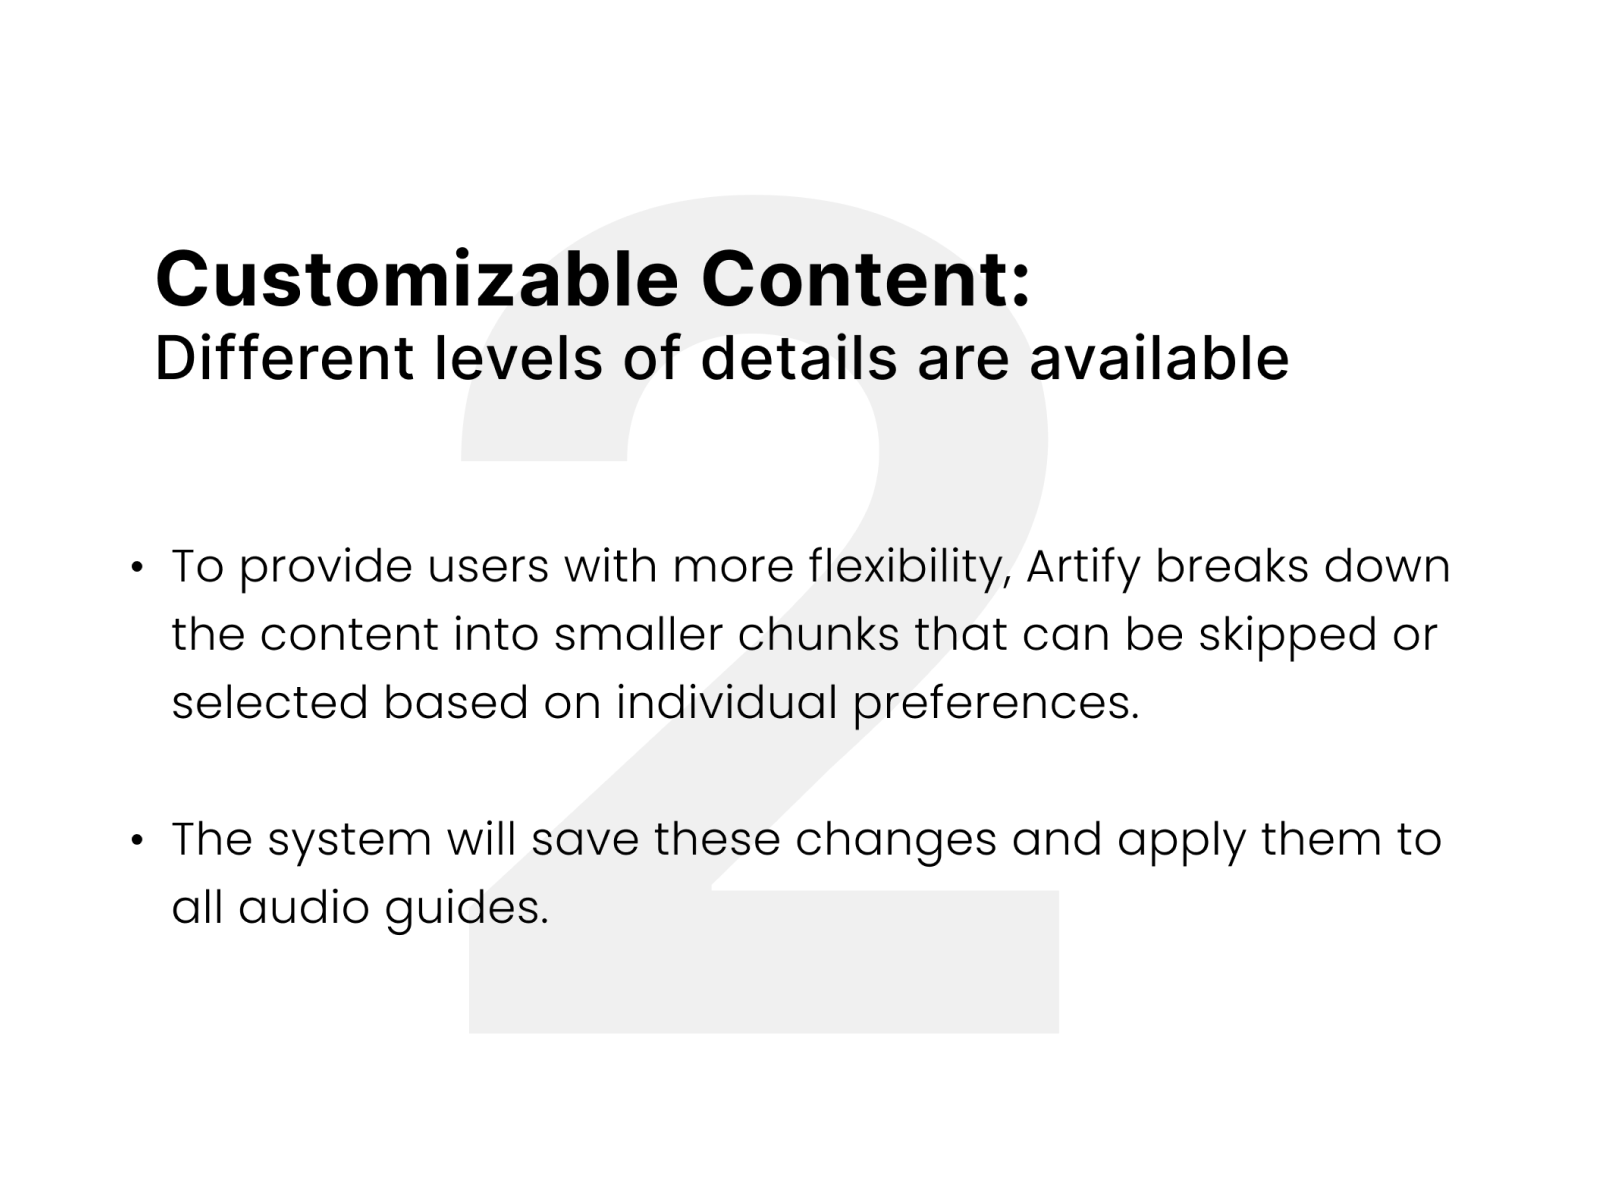 2
Customizable Content:
Different levels of details are available
• To provide users with more flexibility, Artify breaks down
the content into smaller chunks that can be skipped or
selected based on individual preferences.
• The system will save these changes and apply them to
all audio guides.